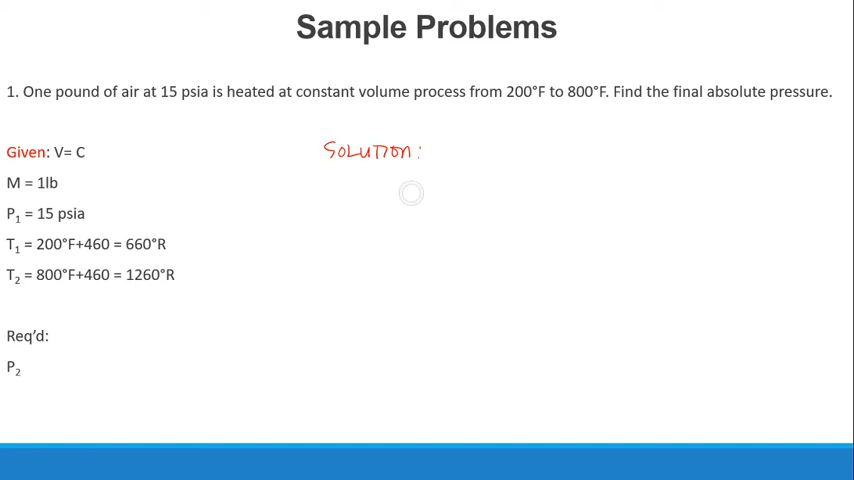 Sample Problems
1. One pound of air at 15 psia is heated at constant volume process from 200°F to 800°F. Find the final absolute pressure.
Given: V= C
M = 1lb
P₁ = 15 psia
T₁ = 200°F+460 = 660°R
T₂ = 800°F+460 = 1260°R
Req’d:
P₂
SOLUTION: